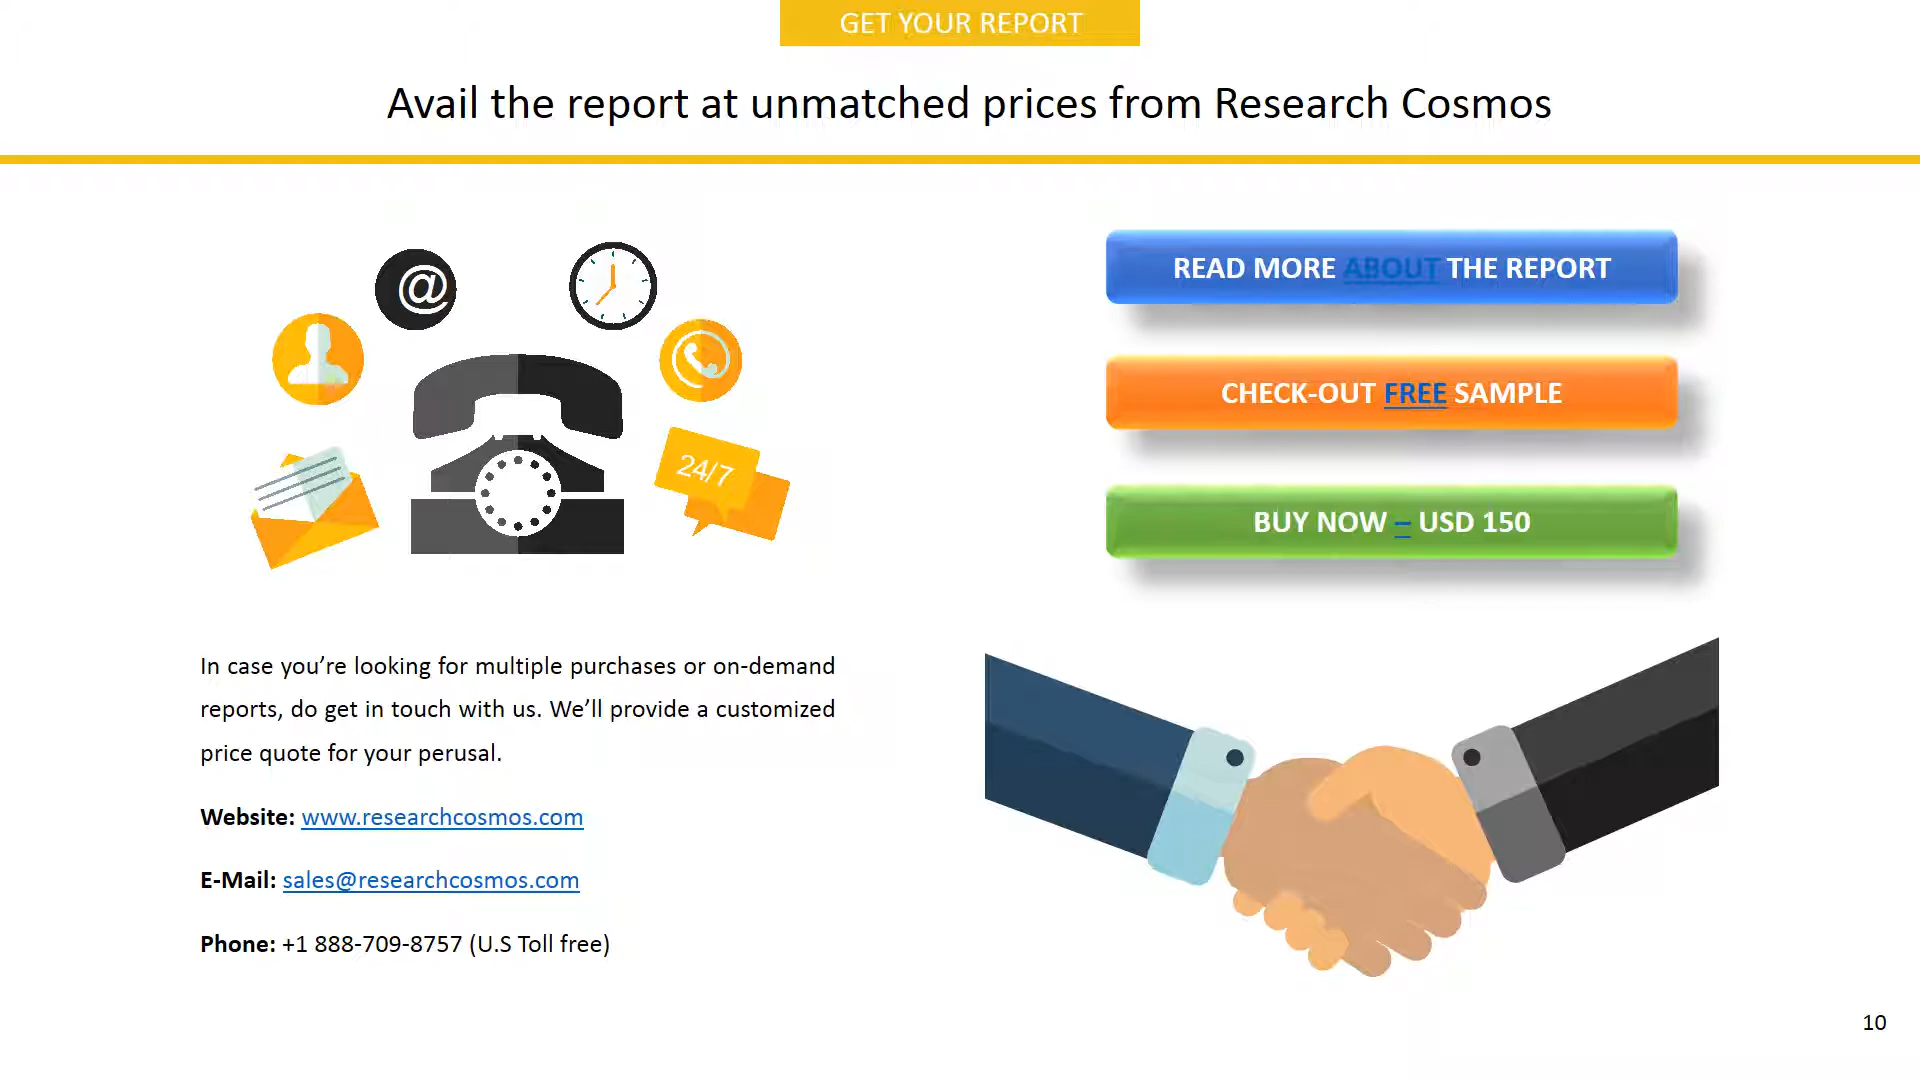 GET YOUR REPORT
Avail the report at unmatched prices from Research Cosmos
@
24/7
READ MORE ABOUT THE REPORT
CHECK-OUT FREE SAMPLE
BUY NOW – USD 150
In case you’re looking for multiple purchases or on-demand
reports, do get in touch with us. We’ll provide a customized
price quote for your perusal.
Website: www.researchcosmos.com
E-Mail: sales@researchcosmos.com
Phone: +1 888-709-8757 (U.S Toll free)
10